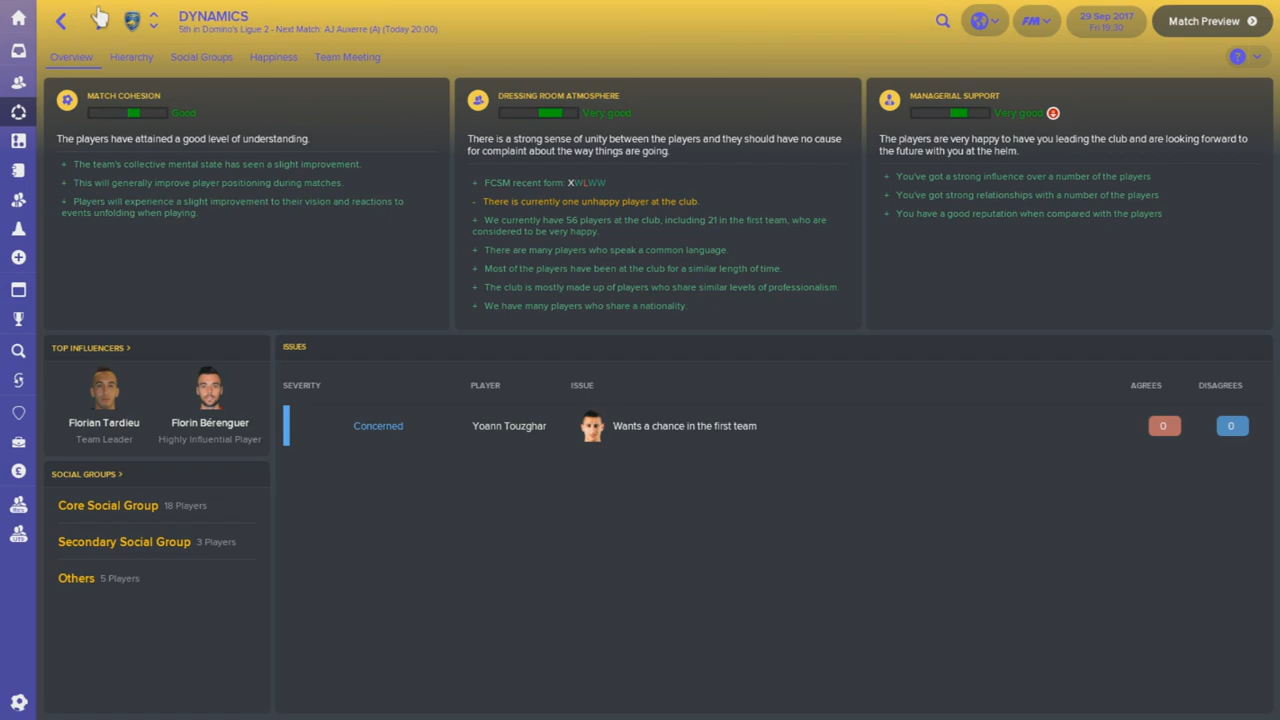 DYNAMICS
5th in Domino's Ligue 2 - Next Match: AJ Auxerre (A) (Today 20:00)
FM
29 Sep 2017
Fri 19:30
Match Preview
Overview
Hierarchy
Social Groups
Happiness
Team Meeting
?
MATCH COHESION
Good
The players have attained a good level of understanding.
+ The team's collective mental state has seen a slight improvement.
+ This will generally improve player positioning during matches.
+ Players will experience a slight improvement to their vision and reactions to
events unfolding when playing.
DRESSING ROOM ATMOSPHERE
Very good
There is a strong sense of unity between the players and they should have no cause
for complaint about the way things are going.
+ FCSM recent form: XWLWW
- There is currently one unhappy player at the club.
+ We currently have 56 players at the club, including 21 in the first team, who are
considered to be very happy.
+ There are many players who speak a common language.
+ Most of the players have been at the club for a similar length of time.
+ The club is mostly made up of players who share similar levels of professionalism.
+ We have many players who share a nationality.
MANAGERIAL SUPPORT
Very good
The players are very happy to have you leading the club and are looking forward to
the future with you at the helm.
+ You've got a strong influence over a number of the players
+ You've got strong relationships with a number of the players
+ You have a good reputation when compared with the players
TOP INFLUENCERS >
Florian Tardieu
Team Leader
Florin Bérenguer
Highly Influential Player
SOCIAL GROUPS >
Core Social Group 18 Players
Secondary Social Group 3 Players
Others 5 Players
ISSUES
SEVERITY PLAYER ISSUE AGREES DISAGREES
Concerned Yoann Touzghar Wants a chance in the first team 0 0